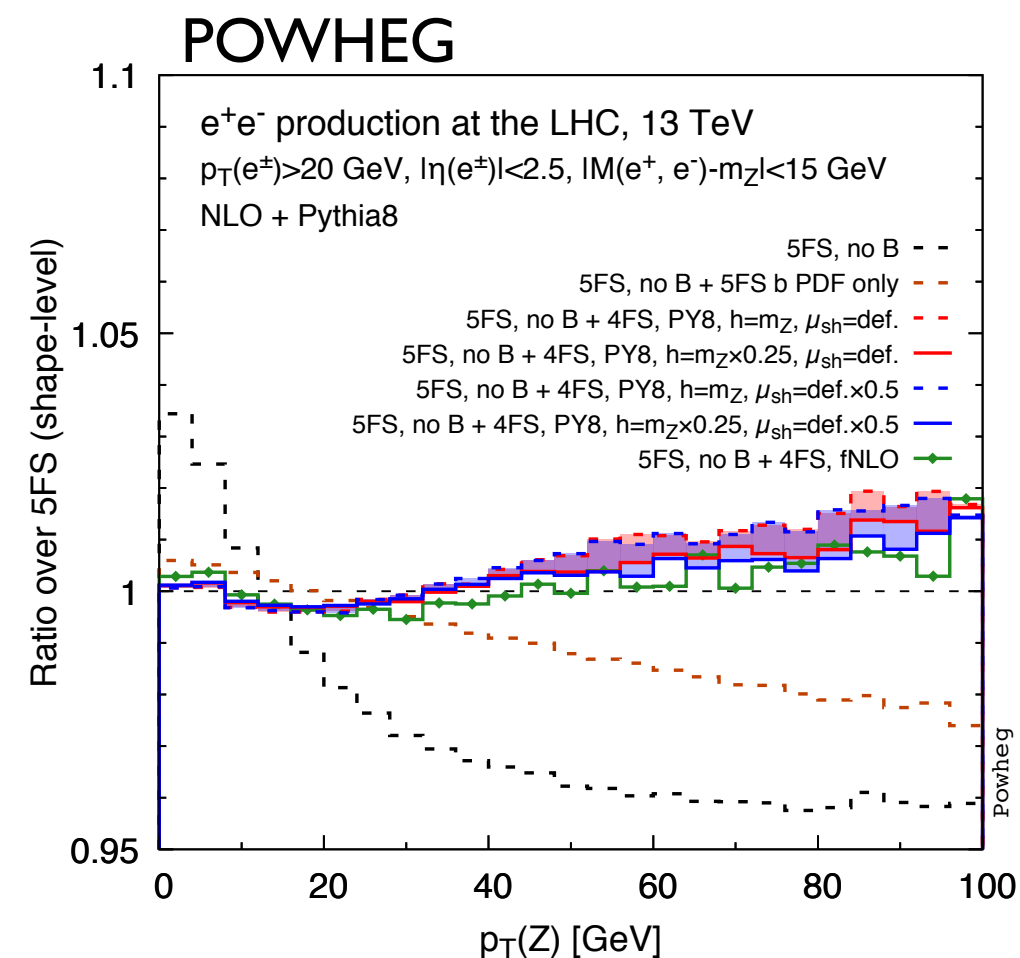 POWHEG
1.1
e⁺e⁻ production at the LHC, 13 TeV
p_T(e^±)>20 GeV, |η(e^±)|<2.5, |M(e⁺, e⁻)-m_Z|<15 GeV
NLO + Pythia8
5FS, no B
5FS, no B + 5FS b PDF only
5FS, no B + 4FS, PY8, h=m_Z, μ_sh=def.
5FS, no B + 4FS, PY8, h=m_Z×0.25, μ_sh=def.
5FS, no B + 4FS, PY8, h=m_Z, μ_sh=def.×0.5
5FS, no B + 4FS, PY8, h=m_Z×0.25, μ_sh=def.×0.5
5FS, no B + 4FS, fNLO
1.05
1
0.95
Ratio over 5FS (shape-level)
0 20 40 60 80 100
p_T(Z) [GeV]
Powheg